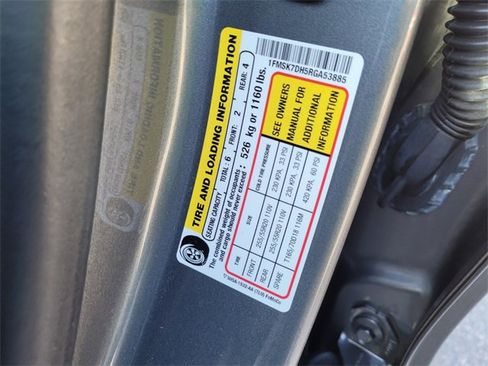 1FMSK7DH5RGA53885
TIRE AND LOADING INFORMATION
SEATING CAPACITY TOTAL: 6 FRONT: 2 REAR: 4
The combined weight of occupants
and cargo should never exceed : 526 kg or 1160 lbs.
TIRE SIZE COLD TIRE PRESSURE
FRONT 255/55R20 110V 230 KPA, 33 PSI
REAR 255/55R20 110V 230 KPA, 33 PSI
SPARE T165/70D18 116M 420 KPA, 60 PSI
SEE OWNERS
MANUAL FOR
ADDITIONAL
INFORMATION